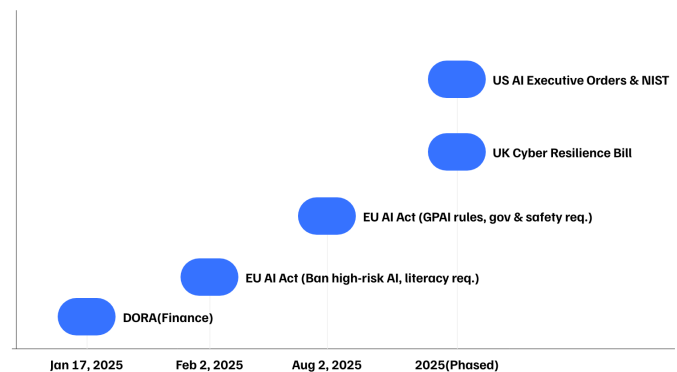 US AI Executive Orders & NIST
UK Cyber Resilience Bill
EU AI Act (GPAI rules, gov & safety req.)
EU AI Act (Ban high-risk AI, literacy req.)
DORA(Finance)
Jan 17, 2025
Feb 2, 2025
Aug 2, 2025
2025(Phased)